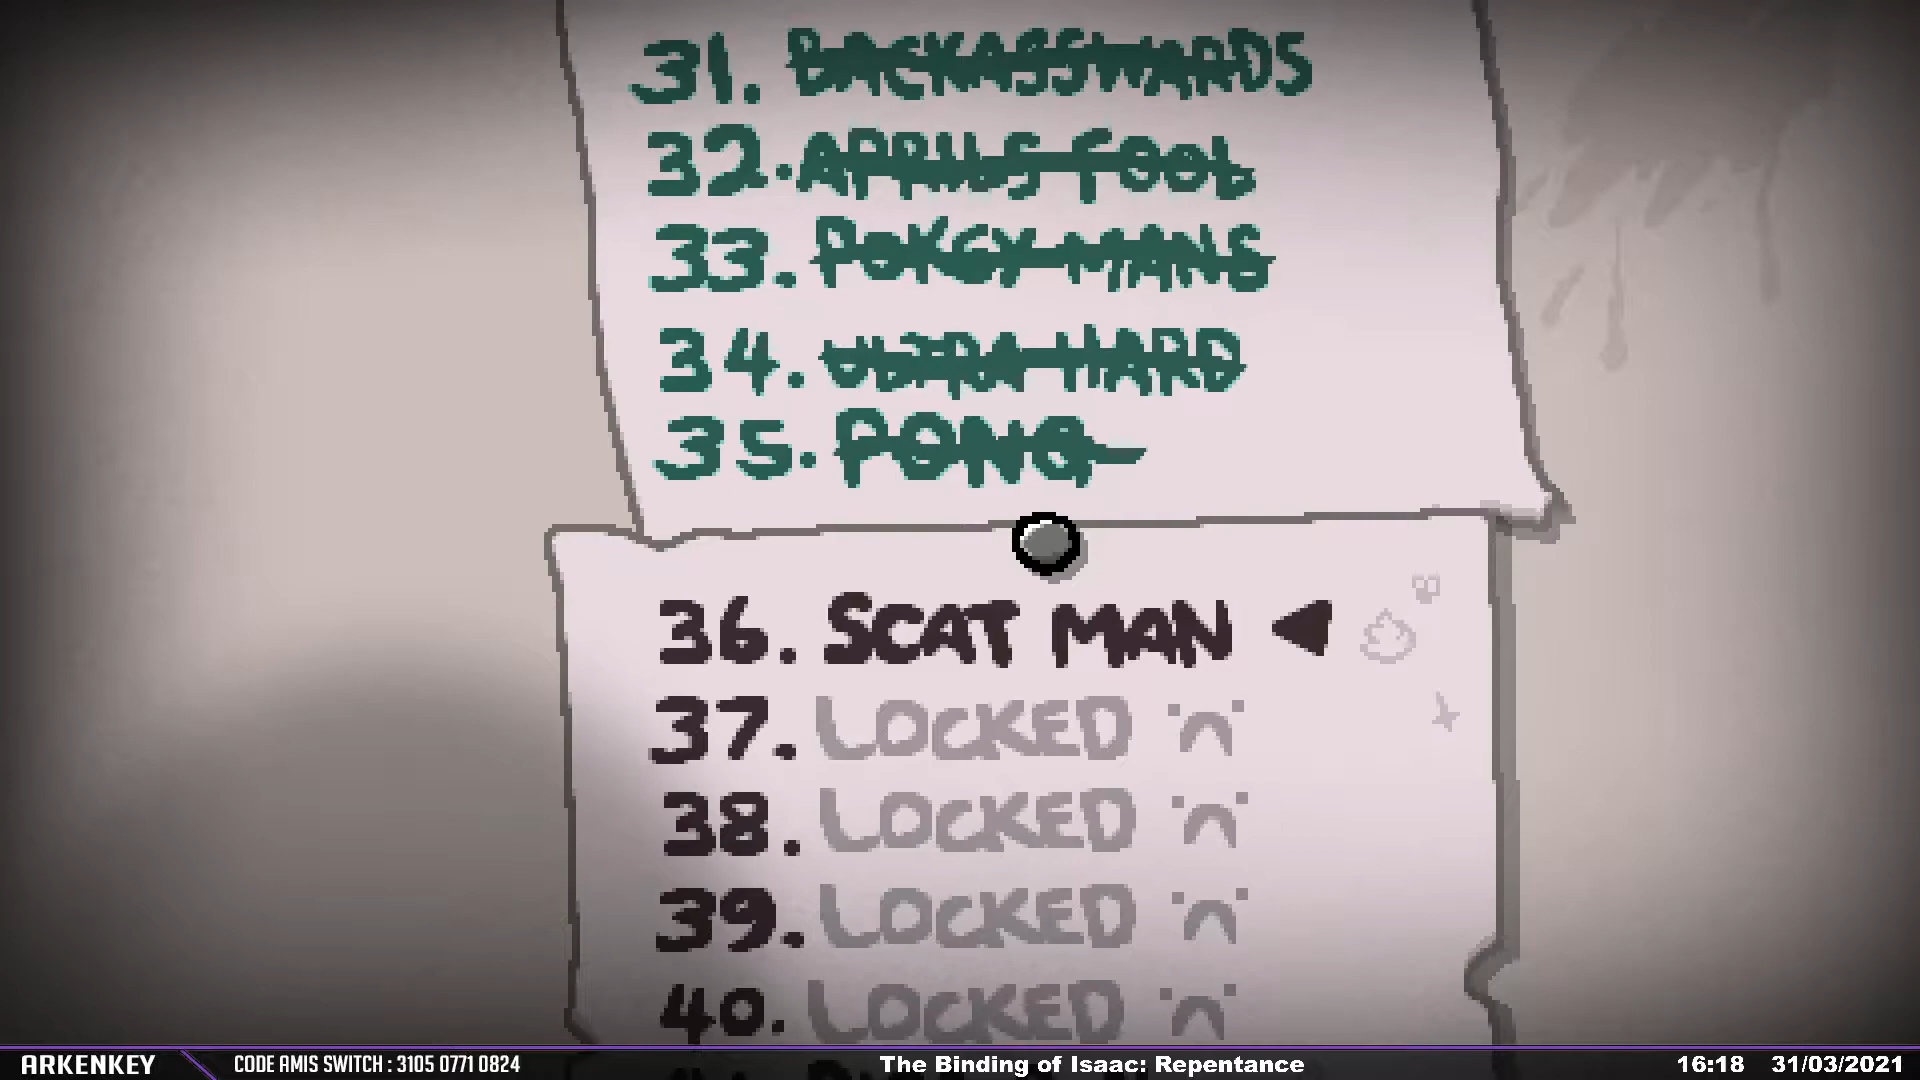 31. BACKASSWARDS
32. APRILS FOOL
33. POKEY MANS
34. ULTRA HARD
35. PONG
36. SCAT MAN
37. LOCKED
38. LOCKED
39. LOCKED
40. LOCKED
ARKENKEY CODE AMIS SWITCH : 3105 0771 0824 The Binding of Isaac: Repentance 16:18 31/03/2021